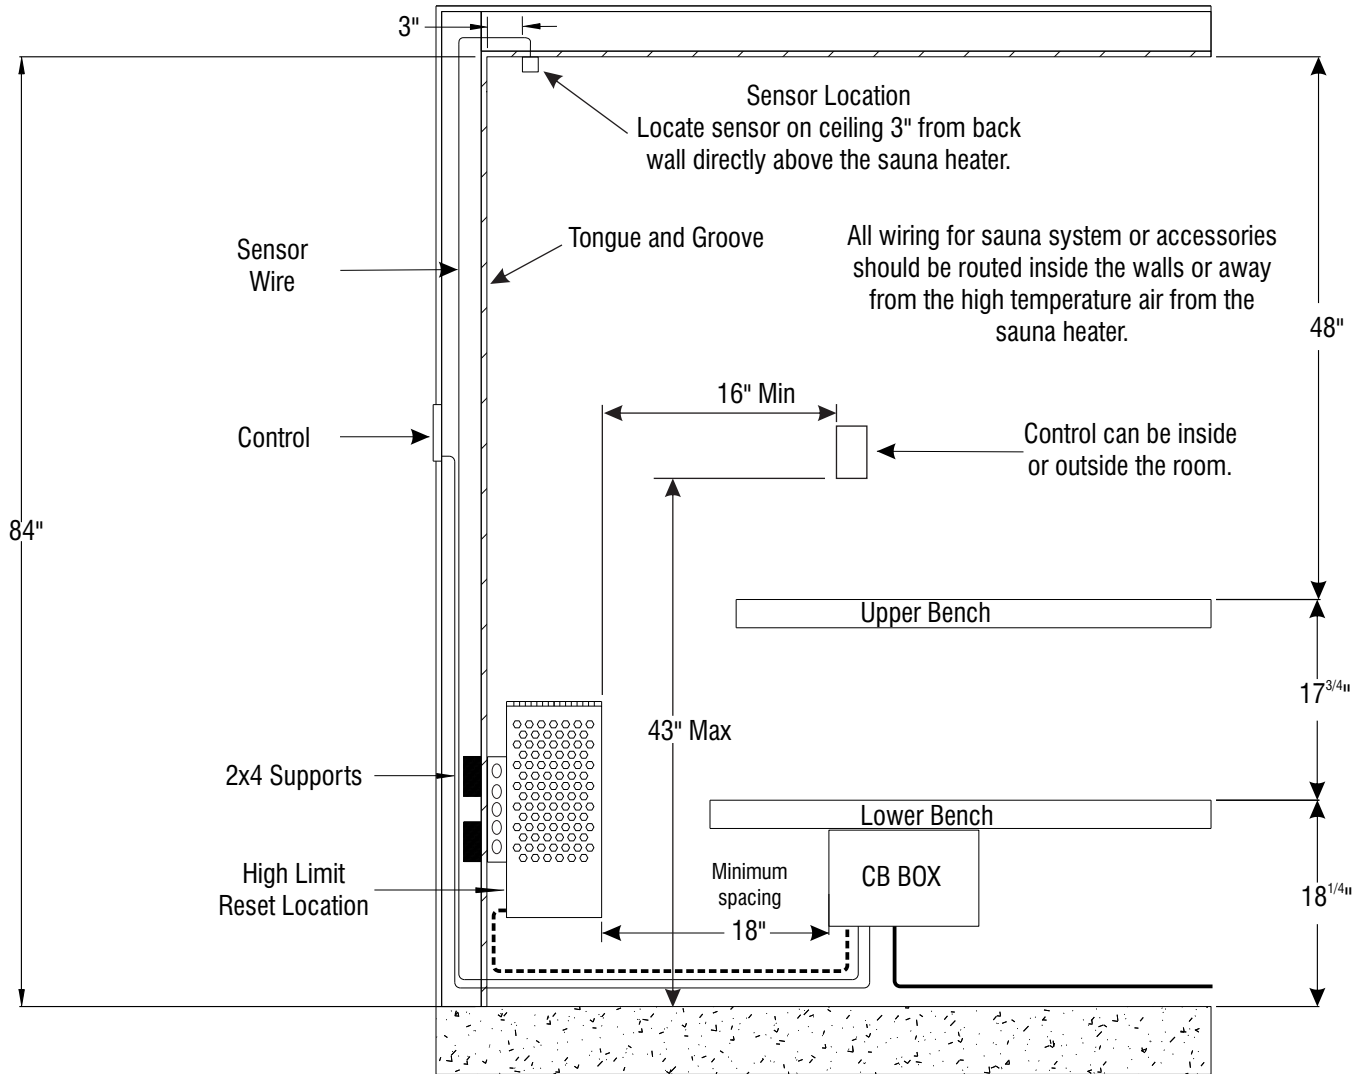 3"
Sensor Location
Locate sensor on ceiling 3" from back
wall directly above the sauna heater.
Sensor
Wire
Tongue and Groove
All wiring for sauna system or accessories
should be routed inside the walls or away
from the high temperature air from the
sauna heater.
48"
16" Min
Control
Control can be inside
or outside the room.
84"
Upper Bench
17 3/4"
43" Max
2x4 Supports
Lower Bench
High Limit
Reset Location
Minimum
spacing
18"
CB BOX
18 1/4"